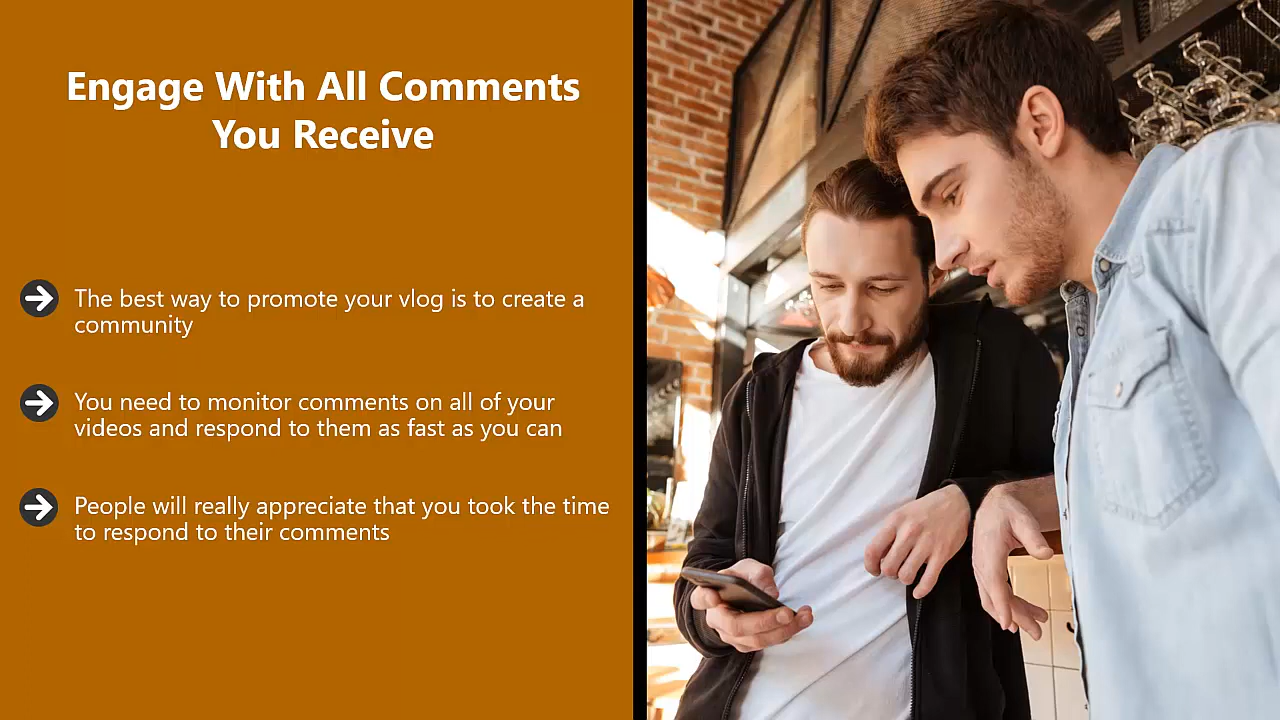 Engage With All Comments
You Receive
The best way to promote your vlog is to create a
community
You need to monitor comments on all of your
videos and respond to them as fast as you can
People will really appreciate that you took the time
to respond to their comments